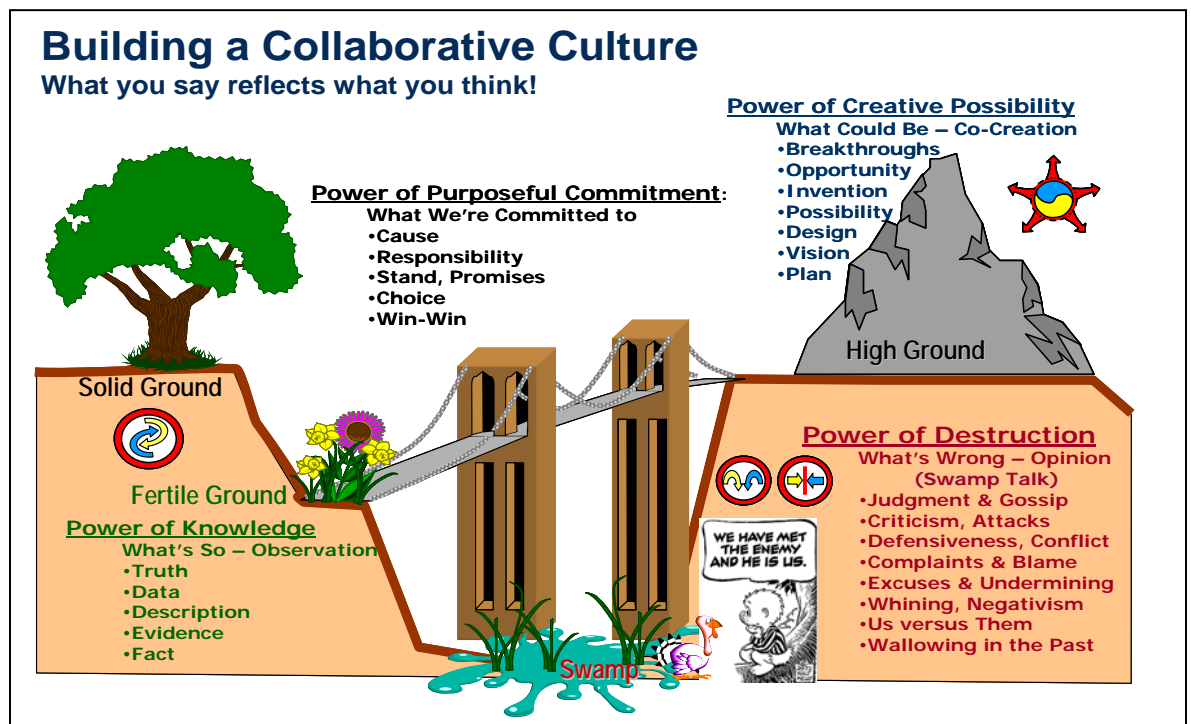 Building a Collaborative Culture
What you say reflects what you think!
Power of Purposeful Commitment:
What We're Committed to
•Cause
•Responsibility
•Stand, Promises
•Choice
•Win-Win
Power of Creative Possibility
What Could Be – Co-Creation
•Breakthroughs
•Opportunity
•Invention
•Possibility
•Design
•Vision
•Plan
High Ground
Solid Ground
Fertile Ground
Power of Knowledge
What's So – Observation
•Truth
•Data
•Description
•Evidence
•Fact
Swamp
WE HAVE MET
THE ENEMY
AND HE IS US.
Power of Destruction
What's Wrong – Opinion
(Swamp Talk)
•Judgment & Gossip
•Criticism, Attacks
•Defensiveness, Conflict
•Complaints & Blame
•Excuses & Undermining
•Whining, Negativism
•Us versus Them
•Wallowing in the Past